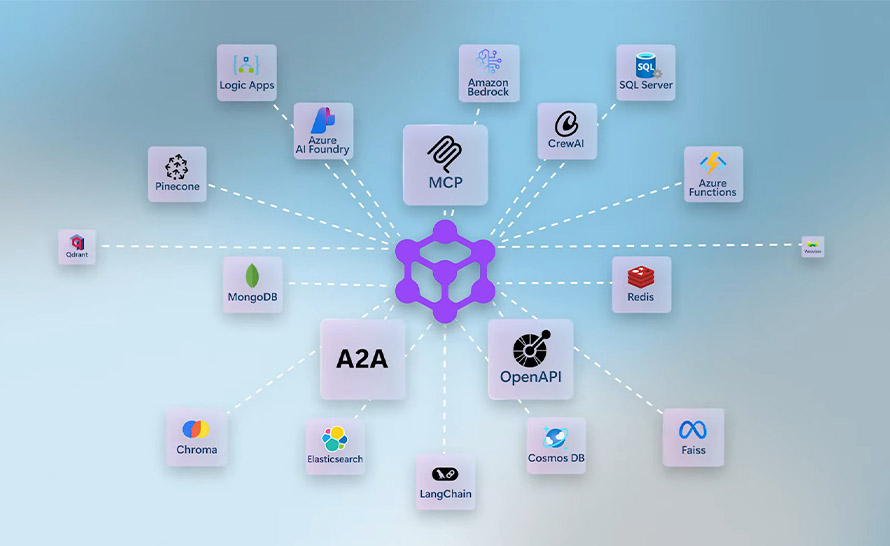 Logic Apps
Amazon
Bedrock
SQL
SQL Server
Azure
AI Foundry
CrewAI
MCP
Pinecone
Azure
Functions
Qdrant
MongoDB
Redis
A2A
OpenAPI
Chroma
Elasticsearch
Cosmos DB
Faiss
LangChain